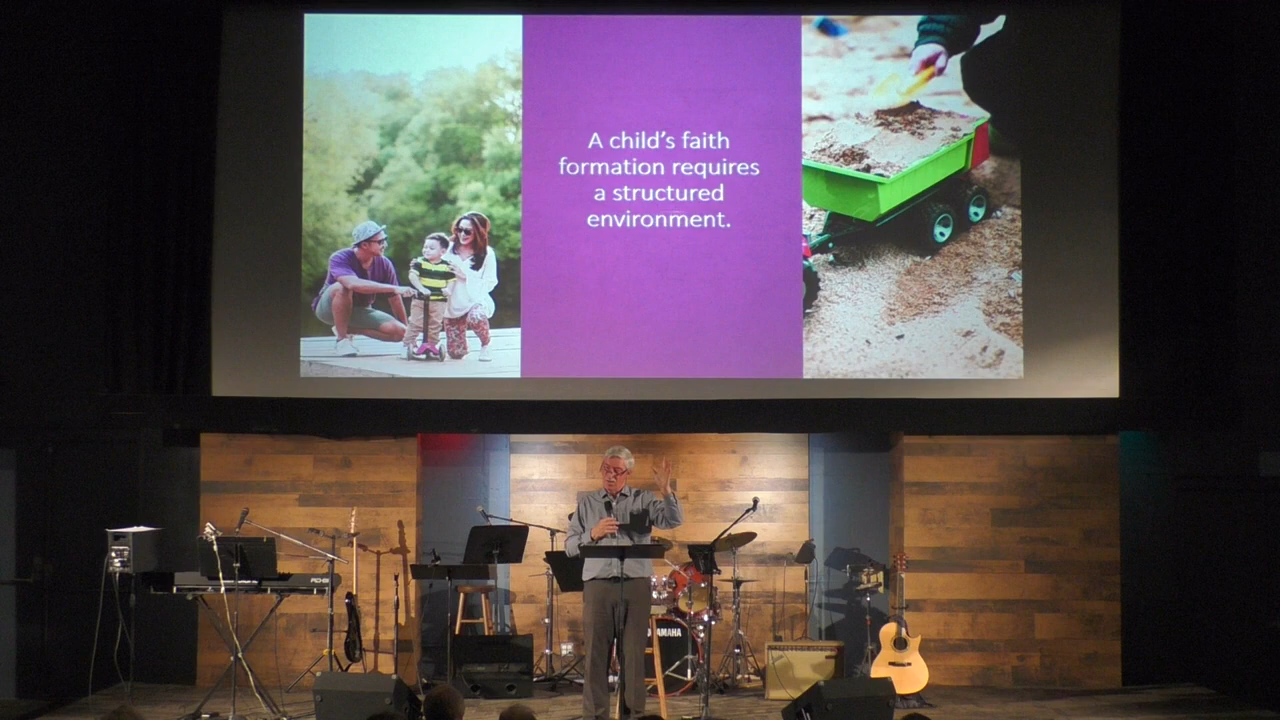 A child's faith
formation requires
a structured
environment.
YAMAHA